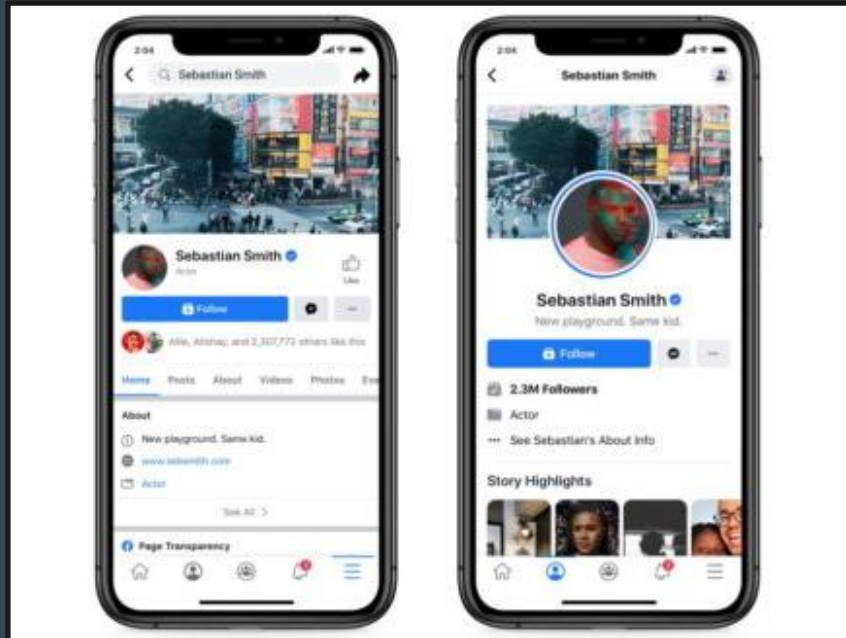 2:04
Sebastian Smith
Sebastian Smith
Actor
Like
Follow
Allie, Atishay, and 2,307,772 others like this
Home Posts About Videos Photos Eve
About
New playground. Same kid.
www.sebsmith.com
Actor
See All >
Page Transparency
2:04
Sebastian Smith
Sebastian Smith
New playground. Same kid.
Follow
2.3M Followers
Actor
See Sebastian's About Info
Story Highlights